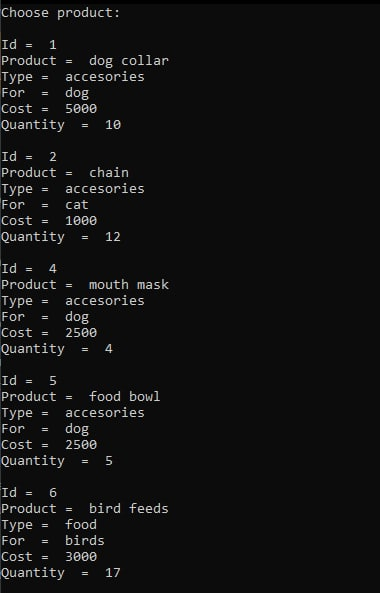 Choose product:

Id =  1
Product =  dog collar
Type =  accesories
For  =  dog
Cost =  5000
Quantity  =  10

Id =  2
Product =  chain
Type =  accesories
For  =  cat
Cost =  1000
Quantity  =  12

Id =  4
Product =  mouth mask
Type =  accesories
For  =  dog
Cost =  2500
Quantity  =  4

Id =  5
Product =  food bowl
Type =  accesories
For  =  dog
Cost =  2500
Quantity  =  5

Id =  6
Product =  bird feeds
Type =  food
For  =  birds
Cost =  3000
Quantity  =  17